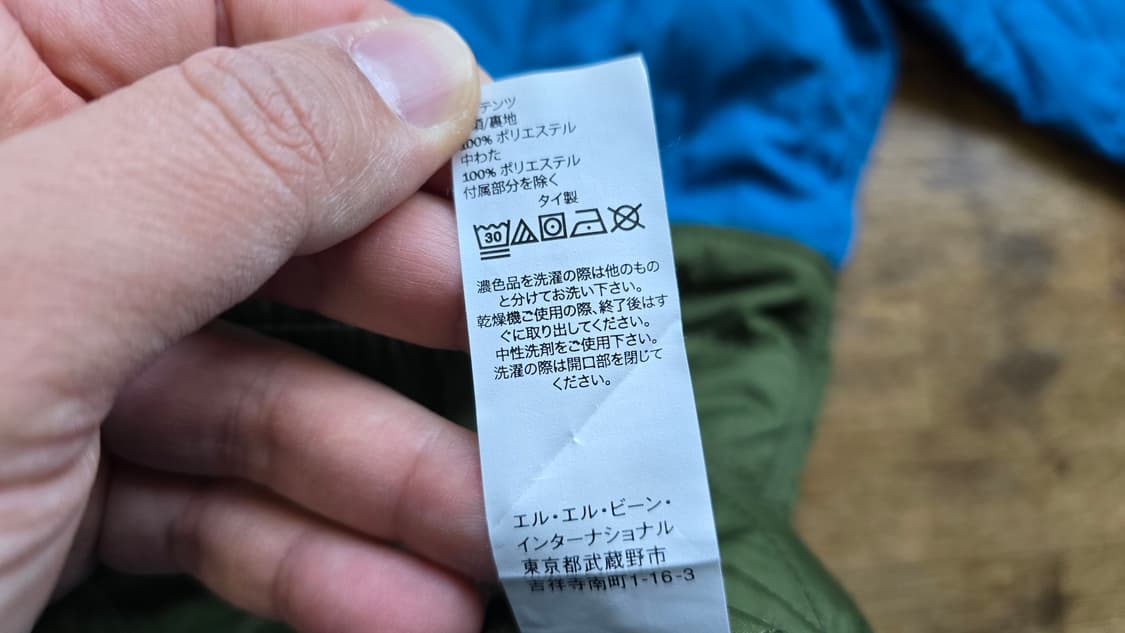 テンツ
/裏地
100% ポリエステル
中わた
100% ポリエステル
付属部分を除く
タイ製
30
濃色品を洗濯の際は他のもの
と分けてお洗い下さい。
乾燥機ご使用の際、終了後はす
ぐに取り出してください。
中性洗剤をご使用下さい。
洗濯の際は開口部を閉じて
ください。
エル・エル・ビーン・
インターナショナル
東京都武蔵野市
吉祥寺南町1-16-3